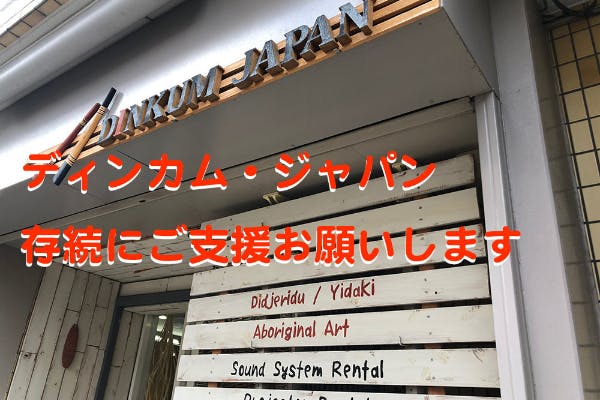 DINKUM JAPAN
ディンカム・ジャパン
存続にご支援お願いします
Didjeridu / Yidaki
Aboriginal Art
Sound System Rental